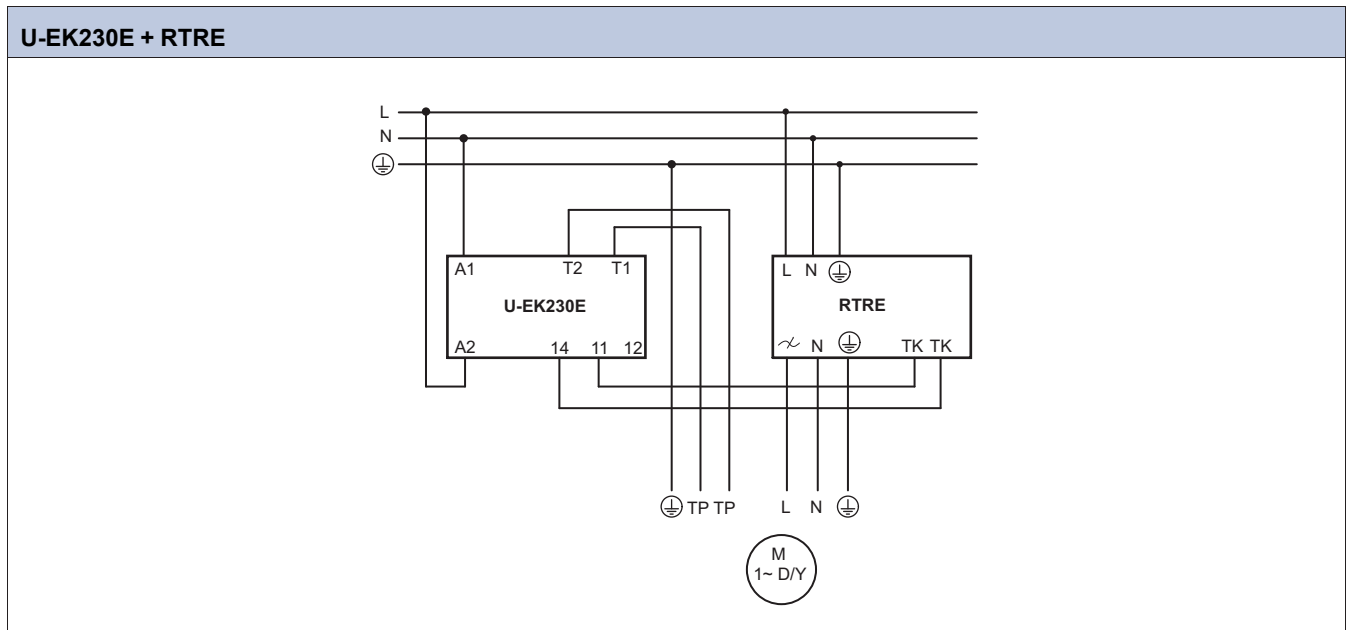 U-EK230E + RTRE
L
N
A1 T2 T1
U-EK230E
A2 14 11 12
L N
RTRE
N TK TK
TP TP L N
M
1~ D/Y